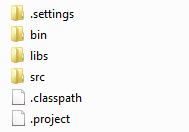 .settings
bin
libs
src
.classpath
.project